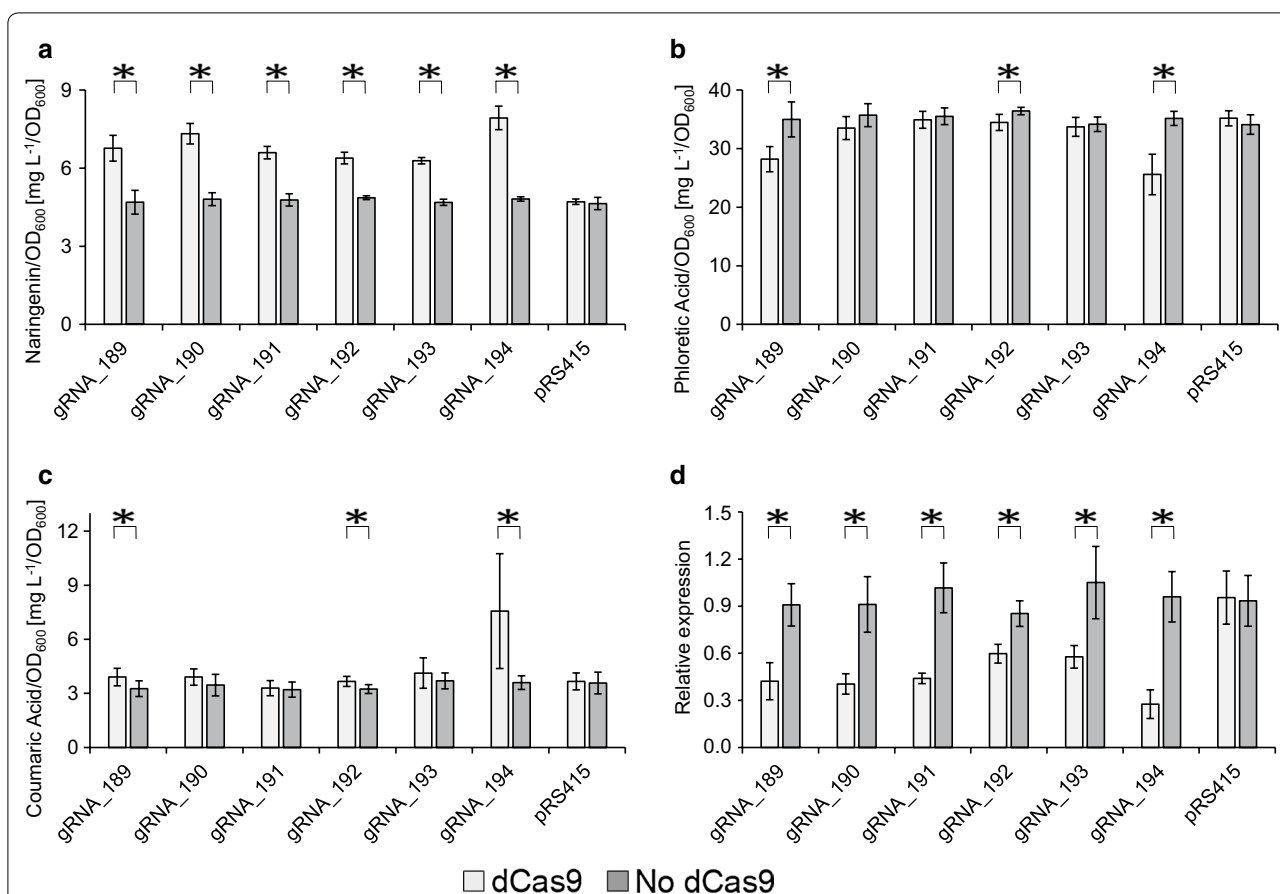 a
* * * * * *
Naringenin/OD600 [mg L-1/OD600]
9
6
3
0
gRNA_189 gRNA_190 gRNA_191 gRNA_192 gRNA_193 gRNA_194 pRS415
b
* * *
Phloretic Acid/OD600 [mg L-1/OD600]
40
30
20
10
0
gRNA_189 gRNA_190 gRNA_191 gRNA_192 gRNA_193 gRNA_194 pRS415
c
* * *
Coumaric Acid/OD600 [mg L-1/OD600]
12
9
6
3
0
gRNA_189 gRNA_190 gRNA_191 gRNA_192 gRNA_193 gRNA_194 pRS415
d
* * * * * *
Relative expression
1.5
1.2
0.9
0.6
0.3
0.0
gRNA_189 gRNA_190 gRNA_191 gRNA_192 gRNA_193 gRNA_194 pRS415
dCas9 No dCas9